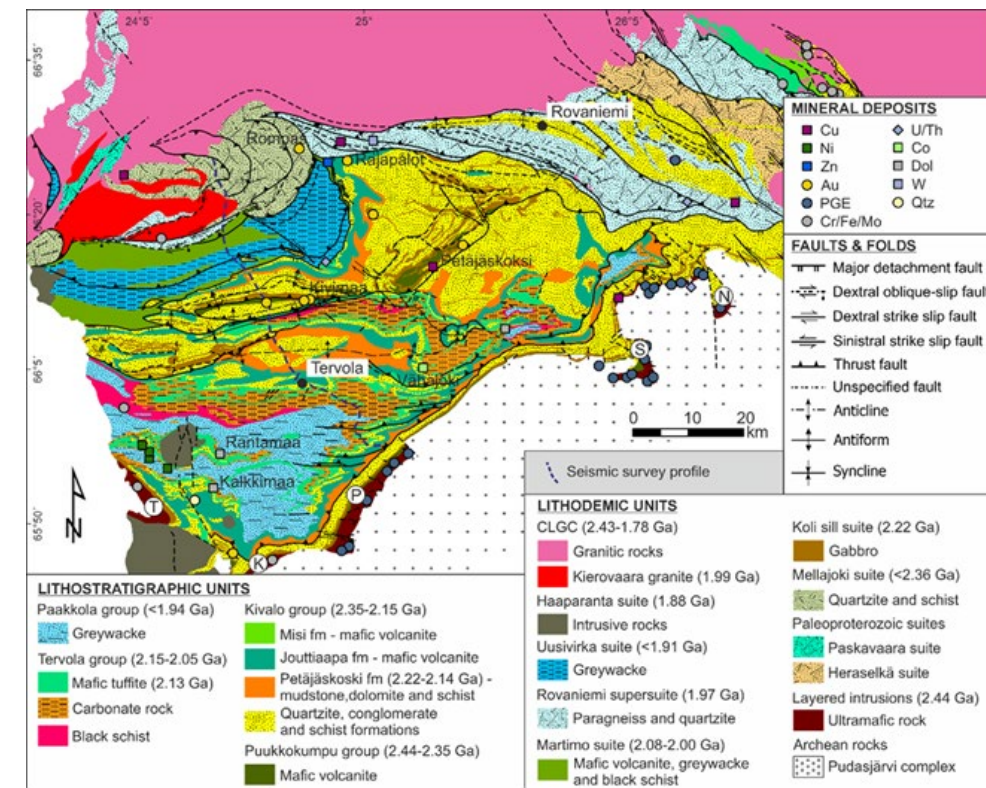 24°5'
25°
26°5'
66°35'
66°20'
66°5'
65°50'
Rovaniemi
Rompas
Rajapalot
Petäjäskoksi
Kivimaa
Tervola
Vähäjoki
Rantamaa
Kalkkimaa
N
S
T
P
K
N
0 10 20
km
Seismic survey profile
MINERAL DEPOSITS
Cu
Ni
Zn
Au
PGE
Cr/Fe/Mo
U/Th
Co
Dol
W
Qtz
FAULTS & FOLDS
Major detachment fault
Dextral oblique-slip fault
Dextral strike slip fault
Sinistral strike slip fault
Thrust fault
Unspecified fault
Anticline
Antiform
Syncline
LITHOSTRATIGRAPHIC UNITS
Paakkola group (<1.94 Ga)
Greywacke
Tervola group (2.15-2.05 Ga)
Mafic tuffite (2.13 Ga)
Carbonate rock
Black schist
Kivalo group (2.35-2.15 Ga)
Misi fm - mafic volcanite
Jouttiaapa fm - mafic volcanite
Petäjäskoski fm (2.22-2.14 Ga) -
mudstone,dolomite and schist
Quartzite, conglomerate
and schist formations
Puukkokumpu group (2.44-2.35 Ga)
Mafic volcanite
LITHODEMIC UNITS
CLGC (2.43-1.78 Ga)
Granitic rocks
Kierovaara granite (1.99 Ga)
Haaparanta suite (1.88 Ga)
Intrusive rocks
Uusivirka suite (<1.91 Ga)
Greywacke
Rovaniemi supersuite (1.97 Ga)
Paragneiss and quartzite
Martimo suite (2.08-2.00 Ga)
Mafic volcanite, greywacke
and black schist
Koli sill suite (2.22 Ga)
Gabbro
Mellajoki suite (<2.36 Ga)
Quartzite and schist
Paleoproterozoic suites
Paskavaara suite
Heraselkä suite
Layered intrusions (2.44 Ga)
Ultramafic rock
Archean rocks
Pudasjärvi complex